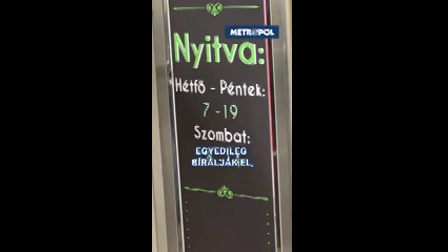 METROPOL
Nyitva:
Hétfő - Péntek:
7 - 19
Szombat:
EGYEDILEG
BÍRÁLJÁK EL,